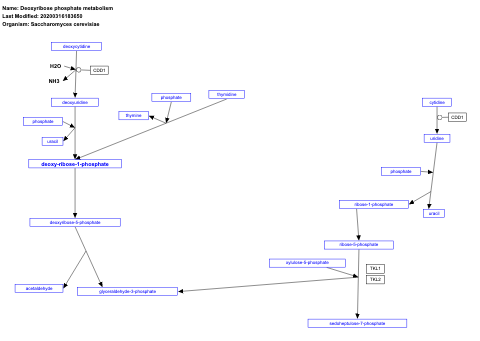 Name: Deoxyribose phosphate metabolism
Last Modified: 20200316183650
Organism: Saccharomyces cerevisiae
deoxycytidine
H2O
CDD1
NH3
deoxyuridine
phosphate
thymidine
cytidine
thymine
CDD1
phosphate
uracil
uridine
deoxy-ribose-1-phosphate
phosphate
ribose-1-phosphate
uracil
deoxyribose-5-phosphate
ribose-5-phosphate
xylulose-5-phosphate
TKL1
TKL2
acetaldehyde
glyceraldehyde-3-phosphate
sedoheptulose-7-phosphate